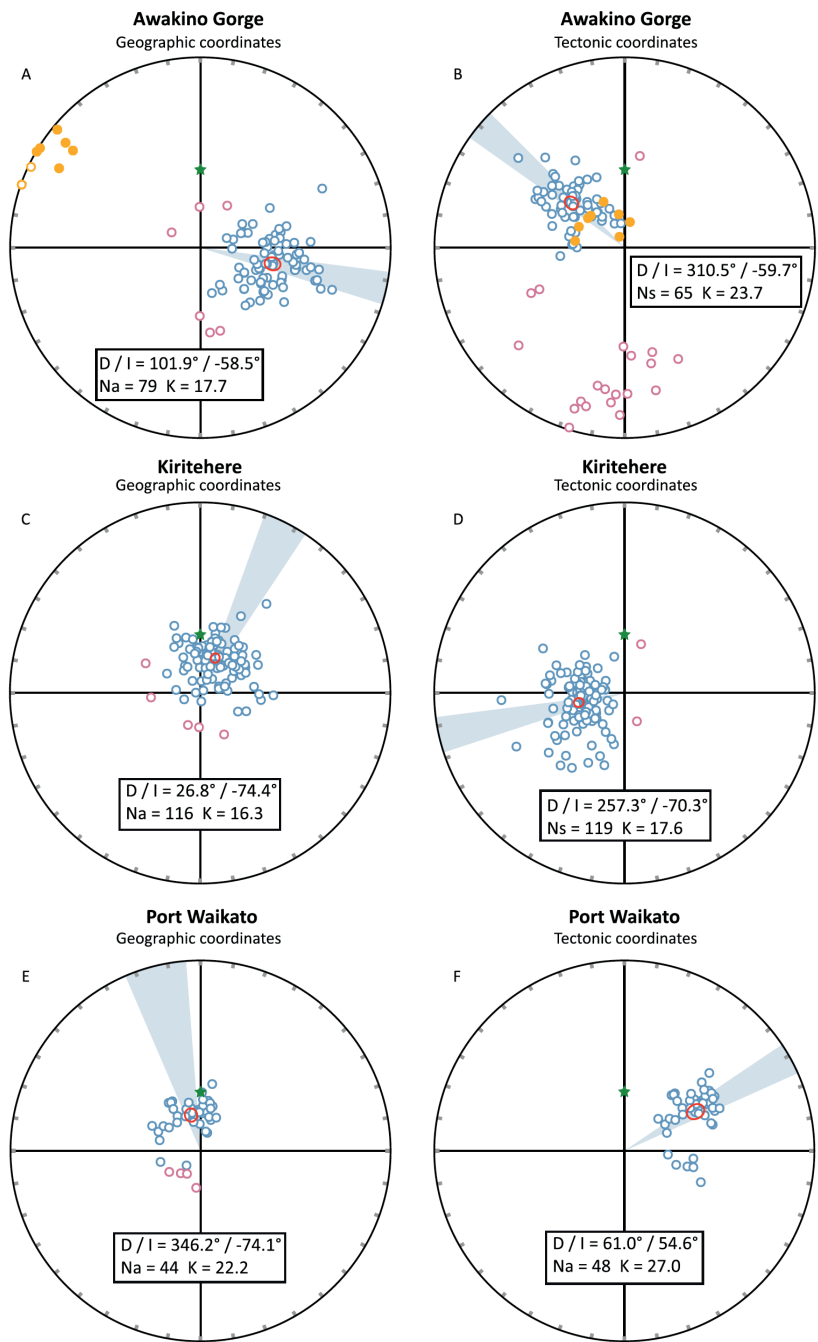 Awakino Gorge
Geographic coordinates
A
D / I = 101.9° / -58.5°
Na = 79 K = 17.7
Awakino Gorge
Tectonic coordinates
B
D / I = 310.5° / -59.7°
Ns = 65 K = 23.7
Kiritehere
Geographic coordinates
C
D / I = 26.8° / -74.4°
Na = 116 K = 16.3
Kiritehere
Tectonic coordinates
D
D / I = 257.3° / -70.3°
Ns = 119 K = 17.6
Port Waikato
Geographic coordinates
E
D / I = 346.2° / -74.1°
Na = 44 K = 22.2
Port Waikato
Tectonic coordinates
F
D / I = 61.0° / 54.6°
Na = 48 K = 27.0